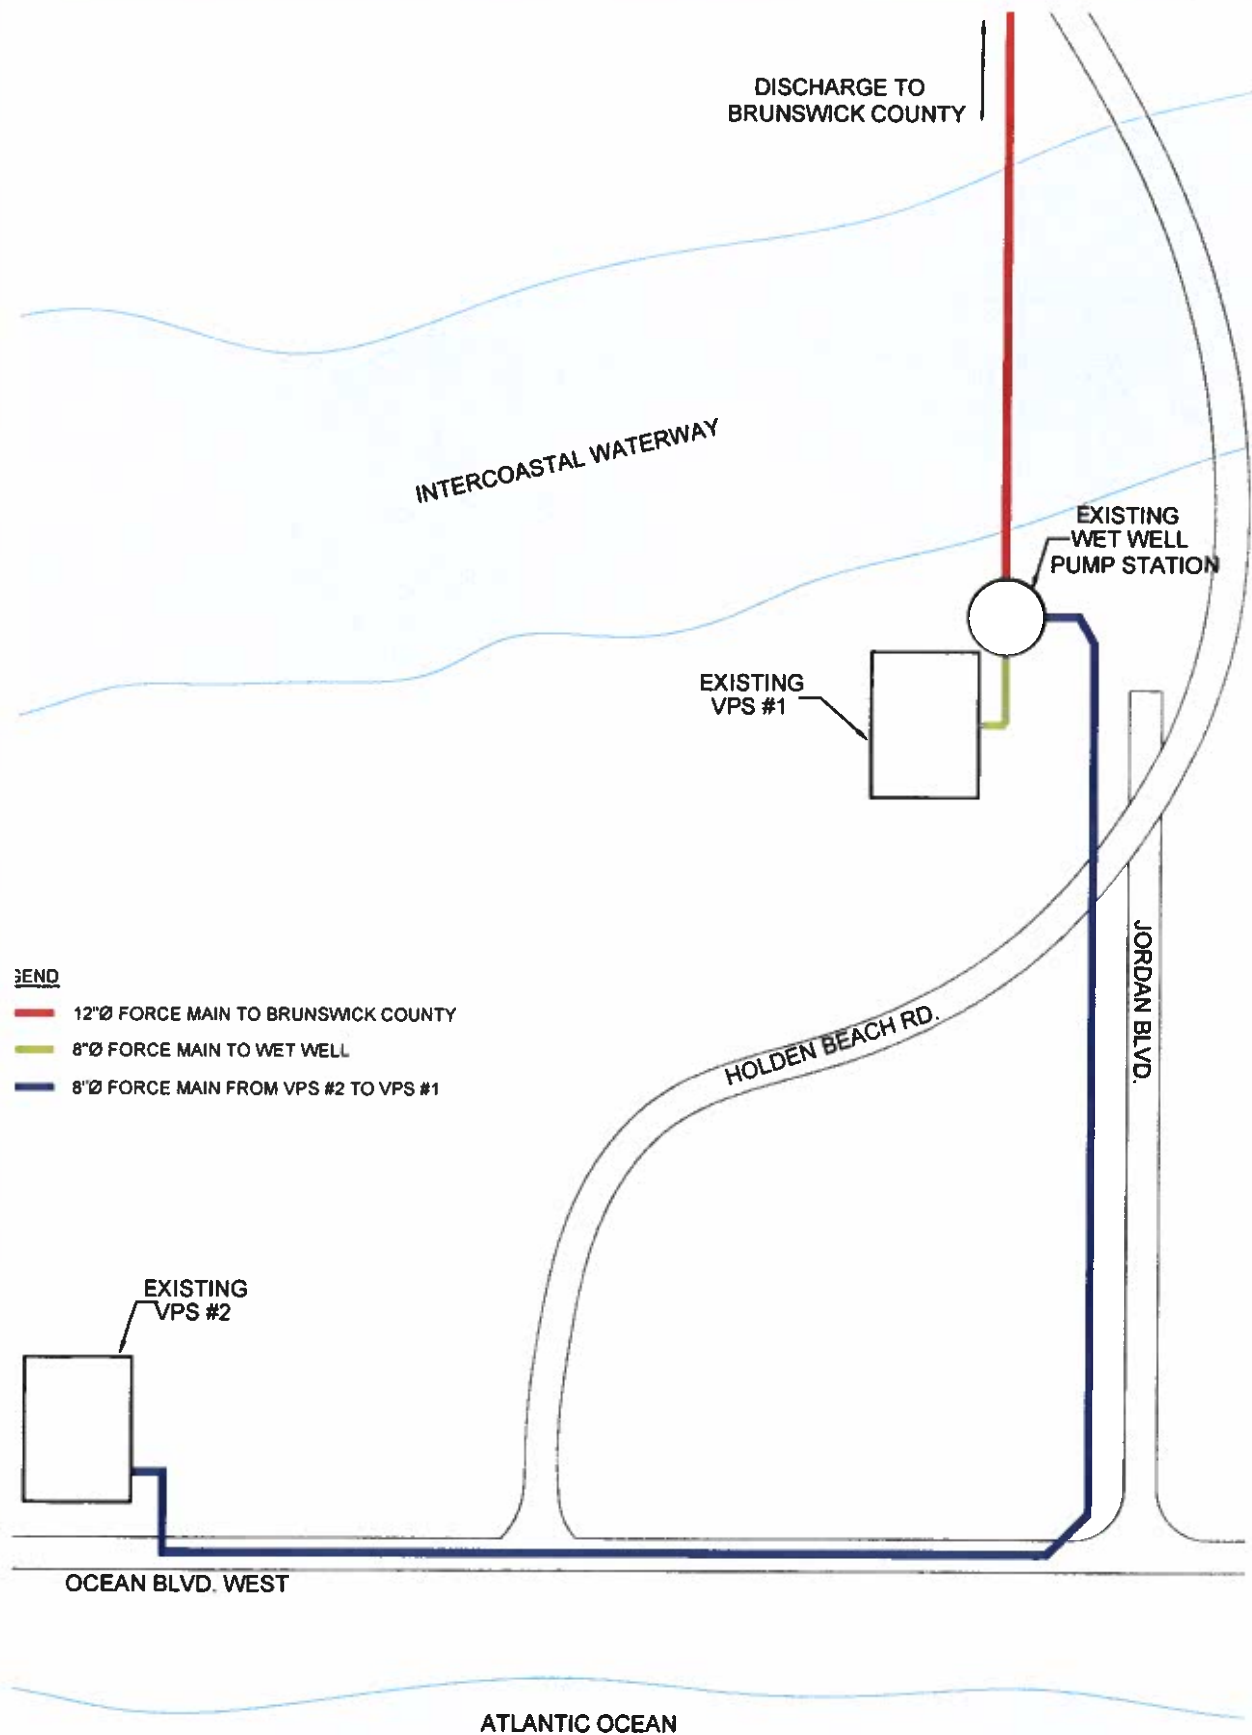 DISCHARGE TO
BRUNSWICK COUNTY
INTERCOASTAL WATERWAY
EXISTING
WET WELL
PUMP STATION
EXISTING
VPS #1
GEND
12"Ø FORCE MAIN TO BRUNSWICK COUNTY
8"Ø FORCE MAIN TO WET WELL
8"Ø FORCE MAIN FROM VPS #2 TO VPS #1
HOLDEN BEACH RD.
JORDAN BLVD.
EXISTING
VPS #2
OCEAN BLVD. WEST
ATLANTIC OCEAN